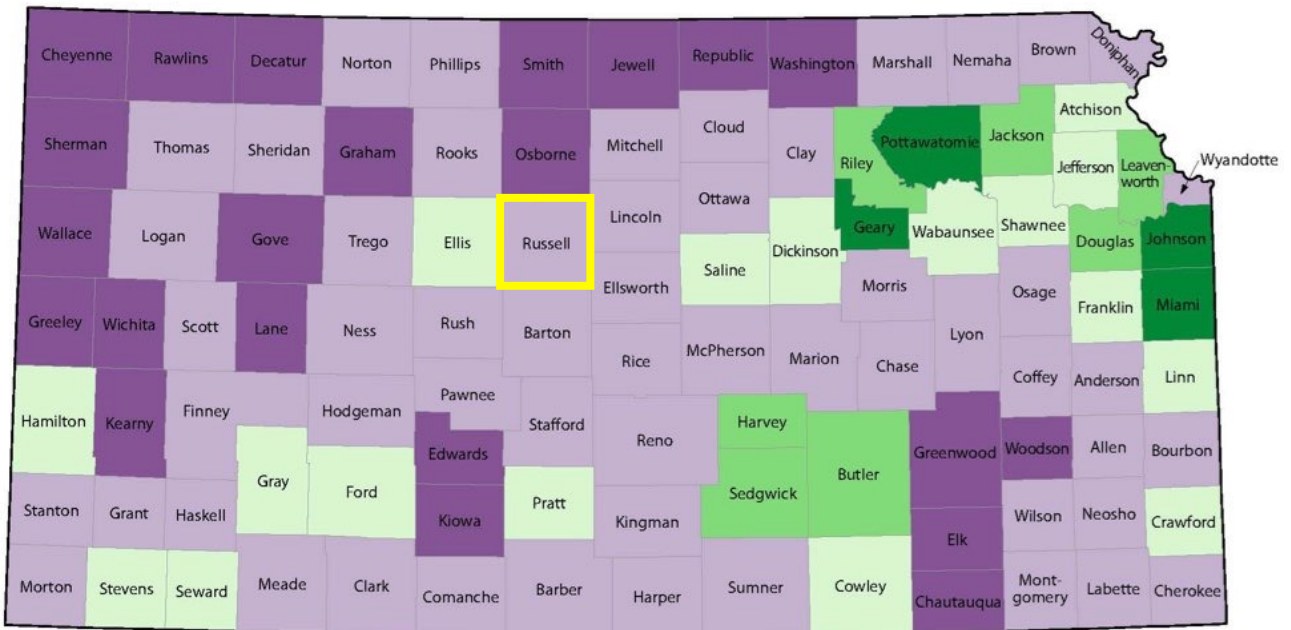 Cheyenne
Rawlins
Decatur
Norton
Phillips
Smith
Jewell
Republic
Washington
Marshall
Nemaha
Brown
Doniphan
Sherman
Thomas
Sheridan
Graham
Rooks
Osborne
Mitchell
Cloud
Clay
Riley
Pottawatomie
Jackson
Atchison
Jefferson
Leaven-
worth
Wyandotte
Wallace
Logan
Gove
Trego
Ellis
Russell
Lincoln
Ottawa
Saline
Dickinson
Geary
Wabaunsee
Shawnee
Douglas
Johnson
Greeley
Wichita
Scott
Lane
Ness
Rush
Barton
Ellsworth
Rice
McPherson
Marion
Morris
Chase
Lyon
Osage
Franklin
Miami
Coffey
Anderson
Linn
Hamilton
Kearny
Finney
Hodgeman
Pawnee
Stafford
Edwards
Reno
Harvey
Sedgwick
Butler
Greenwood
Woodson
Allen
Bourbon
Gray
Ford
Kiowa
Pratt
Kingman
Stanton
Grant
Haskell
Elk
Wilson
Neosho
Crawford
Morton
Stevens
Seward
Meade
Clark
Comanche
Barber
Harper
Sumner
Cowley
Chautauqua
Mont-
gomery
Labette
Cherokee